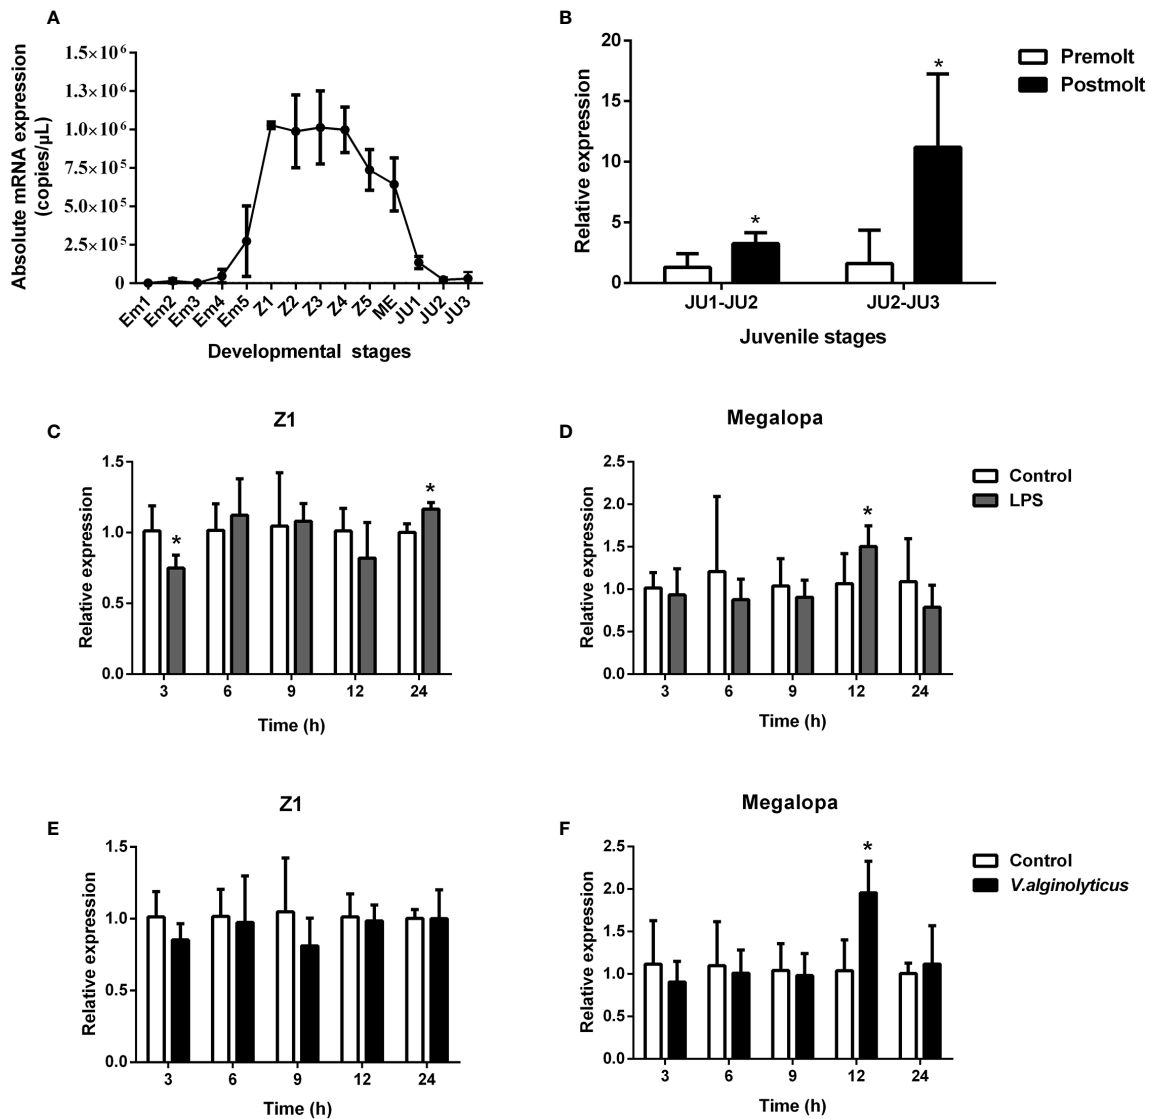 A
Absolute mRNA expression
(copies/µL)
1.5×10⁶
1.3×10⁶
1.0×10⁶
7.5×10⁵
5.0×10⁵
2.5×10⁵
0
Em1 Em2 Em3 Em4 Em5 Z1 Z2 Z3 Z4 Z5 ME JU1 JU2 JU3
Developmental stages
B
Relative expression
20
15
10
5
0
* *
JU1-JU2 JU2-JU3
Juvenile stages
Premolt
Postmolt
C
Z1
Relative expression
1.5
1.0
0.5
0.0
* *
3 6 9 12 24
Time (h)
D
Megalopa
Relative expression
2.5
2.0
1.5
1.0
0.5
0.0
*
3 6 9 12 24
Time (h)
Control
LPS
E
Z1
Relative expression
1.5
1.0
0.5
0.0
3 6 9 12 24
Time (h)
F
Megalopa
Relative expression
2.5
2.0
1.5
1.0
0.5
0.0
*
3 6 9 12 24
Time (h)
Control
V.alginolyticus